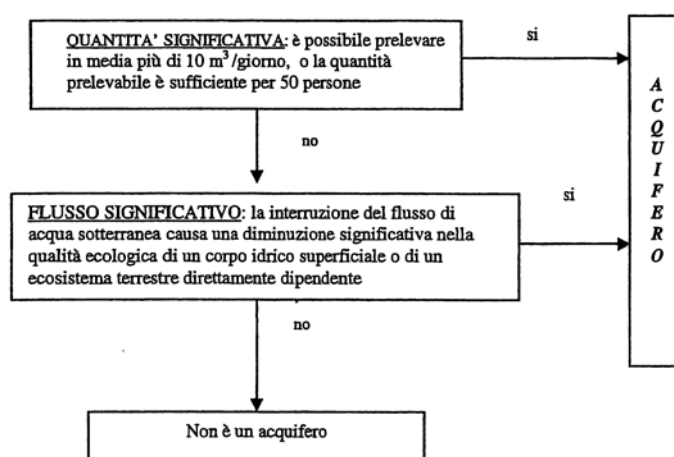 QUANTITA' SIGNIFICATIVA: è possibile prelevare
in media più di 10 m³/giorno, o la quantità
prelevabile è sufficiente per 50 persone
si
no
FLUSSO SIGNIFICATIVO: la interruzione del flusso di
acqua sotterranea causa una diminuzione significativa nella
qualità ecologica di un corpo idrico superficiale o di un
ecosistema terrestre direttamente dipendente
si
no
Non è un acquifero
A
C
Q
U
I
F
E
R
O